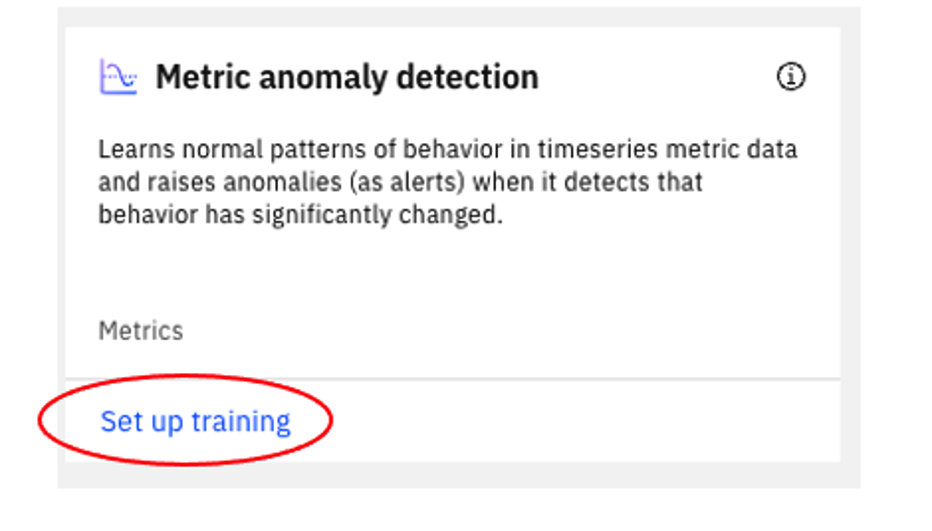 Metric anomaly detection
Learns normal patterns of behavior in timeseries metric data
and raises anomalies (as alerts) when it detects that
behavior has significantly changed.
Metrics
Set up training